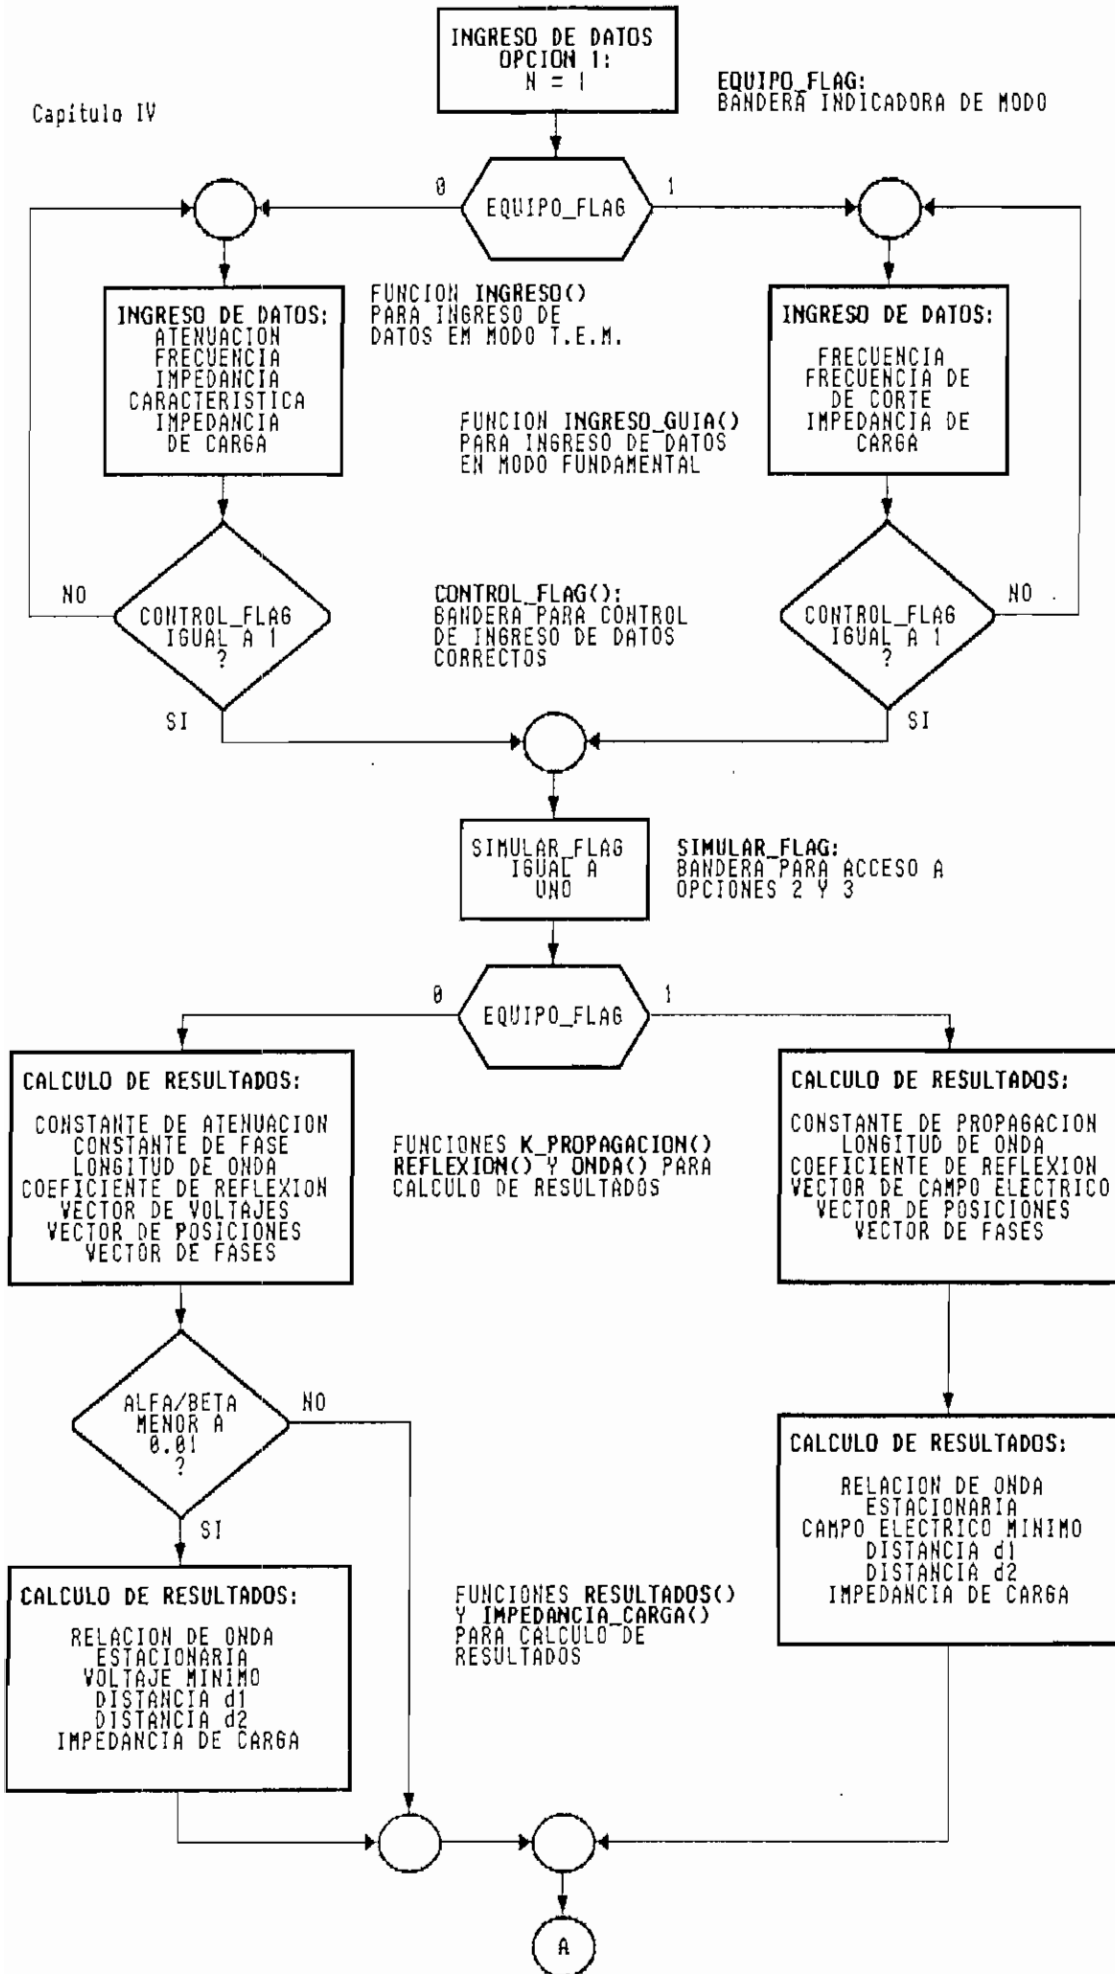 INGRESO DE DATOS
OPCION 1:
N = 1
EQUIPO_FLAG:
BANDERA INDICADORA DE MODO
Capítulo IV
0
EQUIPO_FLAG
1
INGRESO DE DATOS:
ATENUACION
FRECUENCIA
IMPEDANCIA
CARACTERISTICA
IMPEDANCIA
DE CARGA
FUNCION INGRESO()
PARA INGRESO DE
DATOS EM MODO T.E.M.
FUNCION INGRESO_GUIA()
PARA INGRESO DE DATOS
EN MODO FUNDAMENTAL
INGRESO DE DATOS:
FRECUENCIA
FRECUENCIA DE
DE CORTE
IMPEDANCIA DE
CARGA
NO
CONTROL_FLAG
IGUAL A 1
?
SI
CONTROL_FLAG():
BANDERA PARA CONTROL
DE INGRESO DE DATOS
CORRECTOS
NO
CONTROL_FLAG
IGUAL A 1
?
SI
SIMULAR_FLAG
IGUAL A
UNO
SIMULAR_FLAG:
BANDERA PARA ACCESO A
OPCIONES 2 Y 3
0
EQUIPO_FLAG
1
CALCULO DE RESULTADOS:
CONSTANTE DE ATENUACION
CONSTANTE DE FASE
LONGITUD DE ONDA
COEFICIENTE DE REFLEXION
VECTOR DE VOLTAJES
VECTOR DE POSICIONES
VECTOR DE FASES
FUNCIONES K_PROPAGACION()
REFLEXION() Y ONDA() PARA
CALCULO DE RESULTADOS
CALCULO DE RESULTADOS:
CONSTANTE DE PROPAGACION
LONGITUD DE ONDA
COEFICIENTE DE REFLEXION
VECTOR DE CAMPO ELECTRICO
VECTOR DE POSICIONES
VECTOR DE FASES
ALFA/BETA
MENOR A
0.01
?
NO
SI
CALCULO DE RESULTADOS:
RELACION DE ONDA
ESTACIONARIA
CAMPO ELECTRICO MINIMO
DISTANCIA d1
DISTANCIA d2
IMPEDANCIA DE CARGA
CALCULO DE RESULTADOS:
RELACION DE ONDA
ESTACIONARIA
VOLTAJE MINIMO
DISTANCIA d1
DISTANCIA d2
IMPEDANCIA DE CARGA
FUNCIONES RESULTADOS()
Y IMPEDANCIA_CARGA()
PARA CALCULO DE
RESULTADOS
A